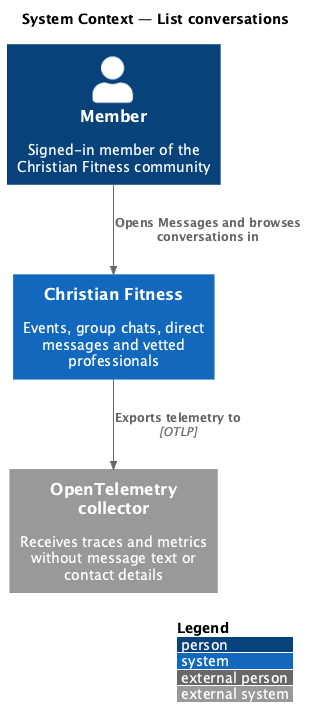 System Context — List conversations
Member
Signed-in member of the
Christian Fitness community
Opens Messages and browses
conversations in
Christian Fitness
Events, group chats, direct
messages and vetted
professionals
Exports telemetry to
[OTLP]
OpenTelemetry
collector
Receives traces and metrics
without message text or
contact details
Legend
person
system
external person
external system